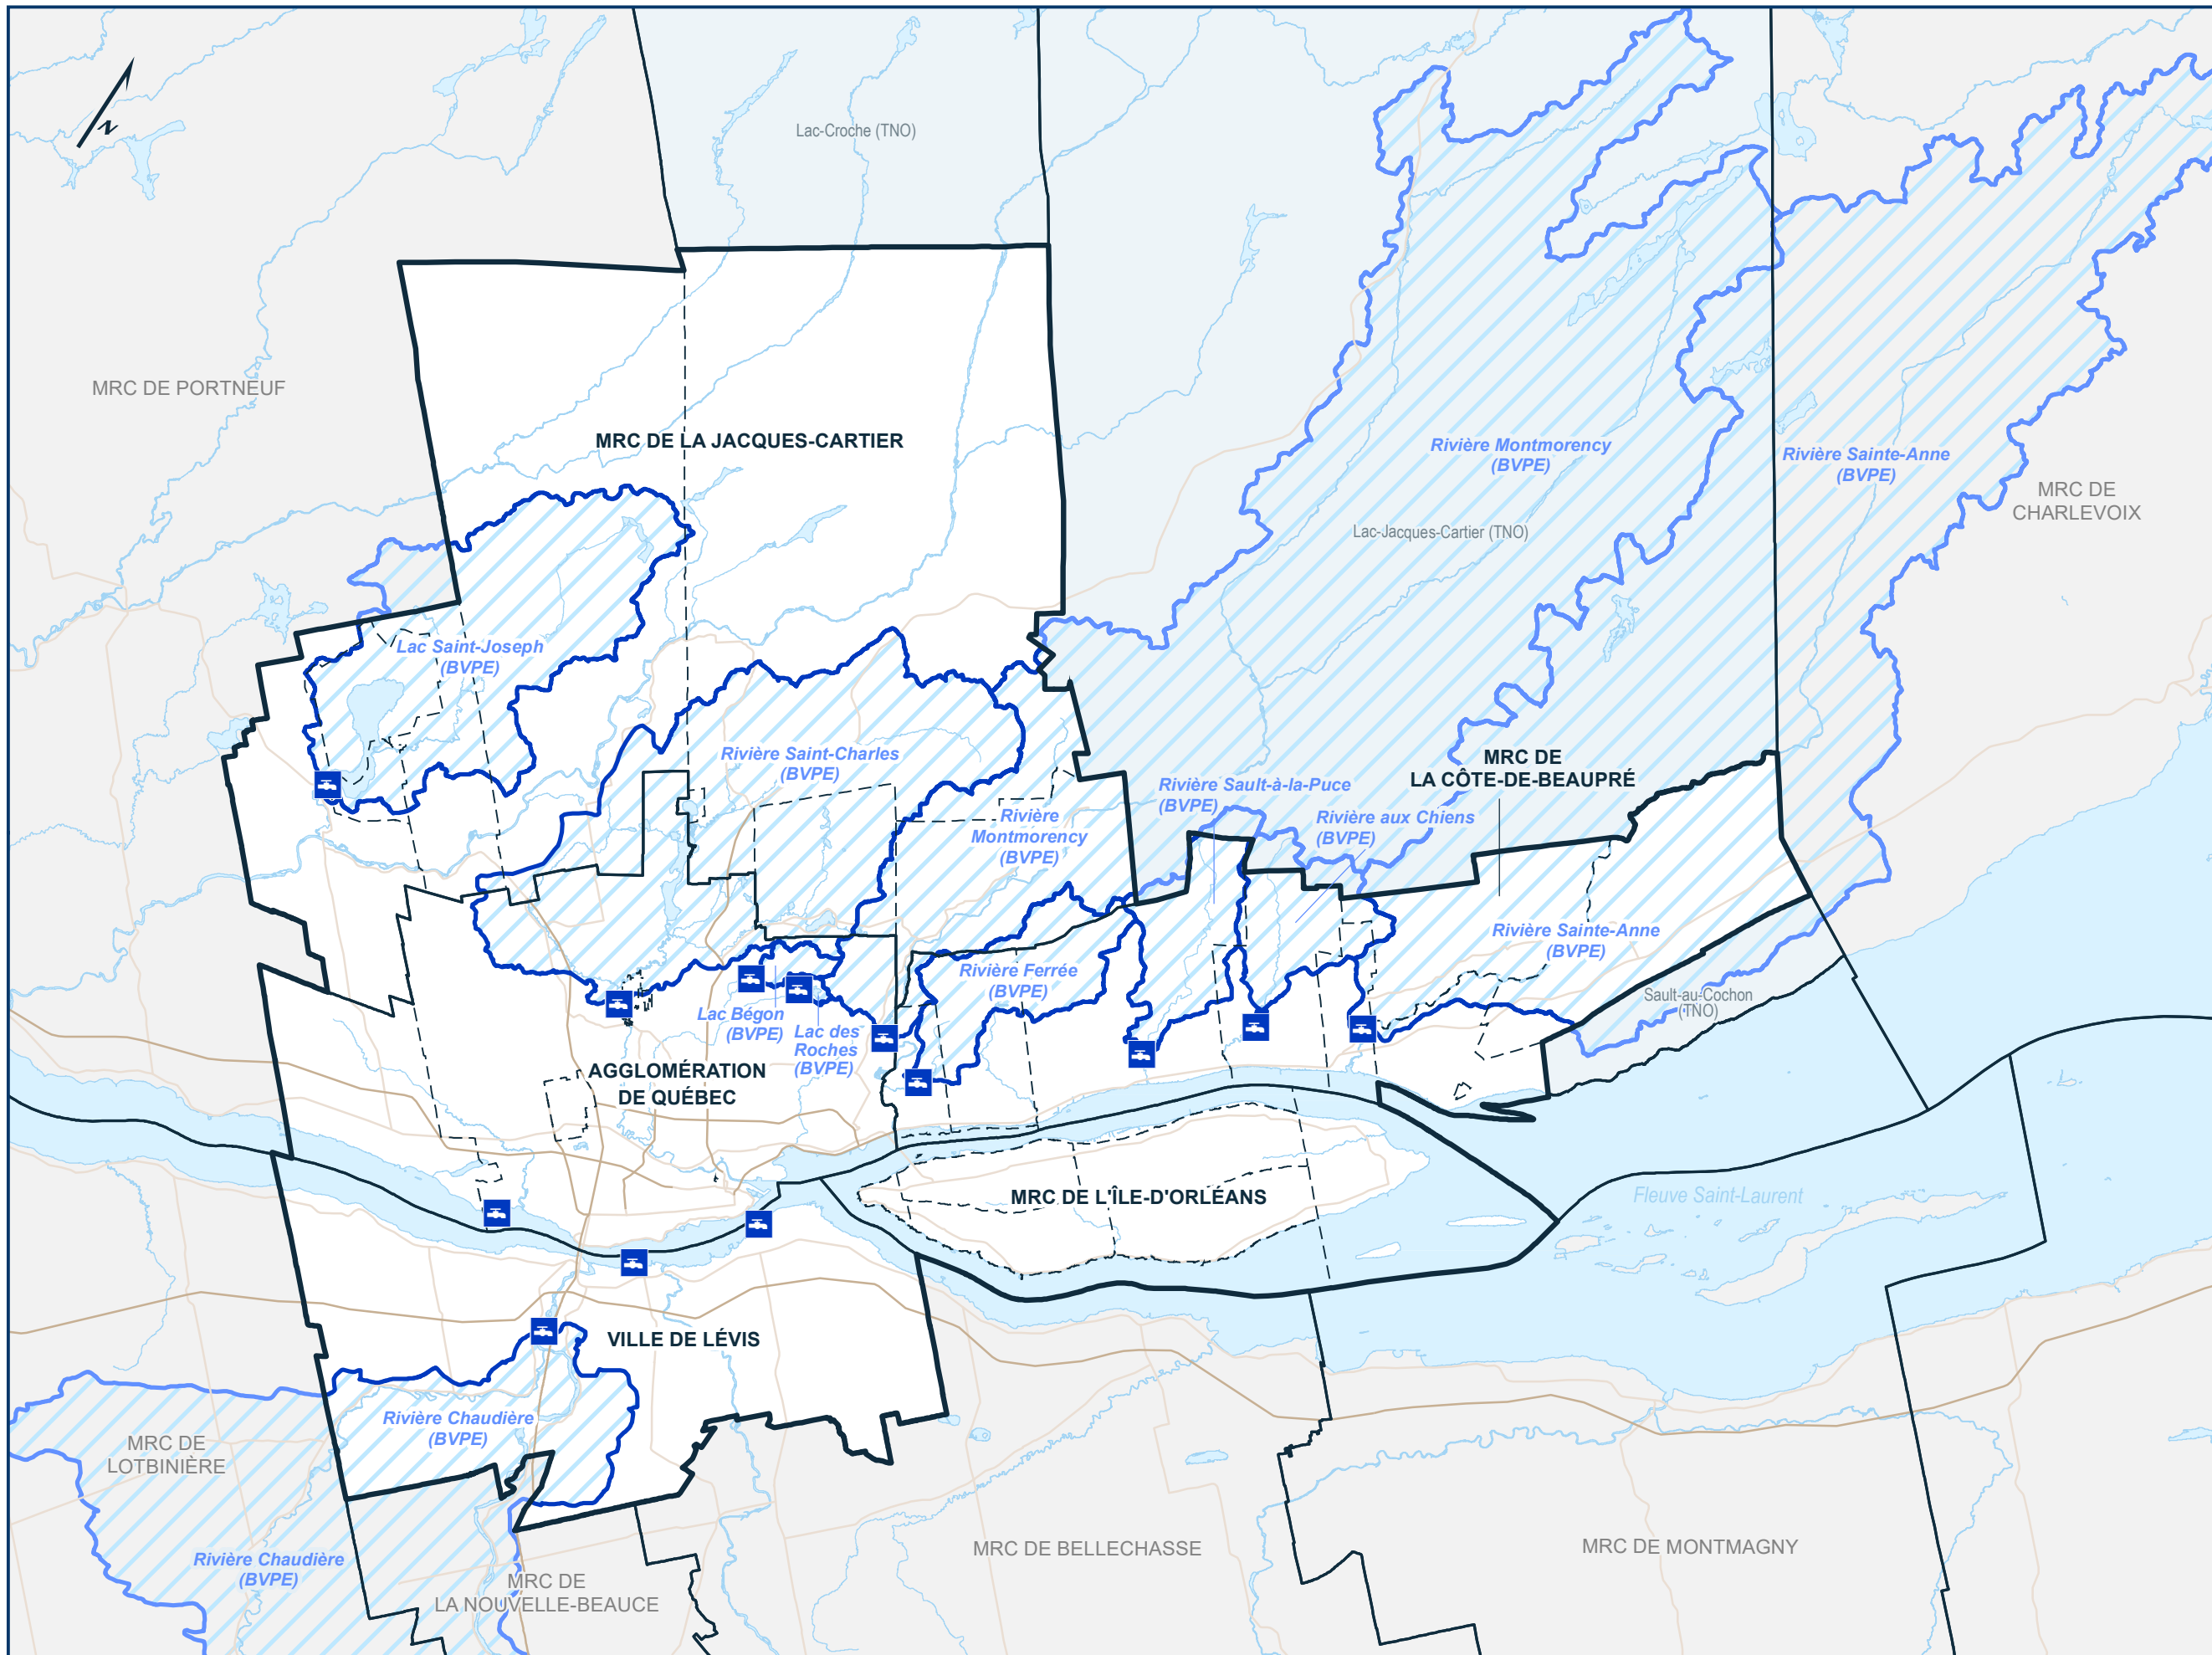 N
Lac-Croche (TNO)
MRC DE PORTNEUF
MRC DE LA JACQUES-CARTIER
Rivière Montmorency
(BVPE)
Rivière Sainte-Anne
(BVPE)
MRC DE
CHARLEVOIX
Lac-Jacques-Cartier (TNO)
Lac Saint-Joseph
(BVPE)
Rivière Saint-Charles
(BVPE)
MRC DE
LA CÔTE-DE-BEAUPRÉ
Rivière Sault-à-la-Puce
(BVPE)
Rivière aux Chiens
(BVPE)
Rivière
Montmorency
(BVPE)
Rivière Sainte-Anne
(BVPE)
Rivière Ferrée
(BVPE)
Sault-au-Cochon
(TNO)
Lac Bégon
(BVPE)
Lac des
Roches
(BVPE)
AGGLOMÉRATION
DE QUÉBEC
MRC DE L'ÎLE-D'ORLÉANS
Fleuve Saint-Laurent
VILLE DE LÉVIS
Rivière Chaudière
(BVPE)
MRC DE
LOTBINIÈRE
Rivière Chaudière
(BVPE)
MRC DE
LA NOUVELLE-BEAUCE
MRC DE BELLECHASSE
MRC DE MONTMAGNY